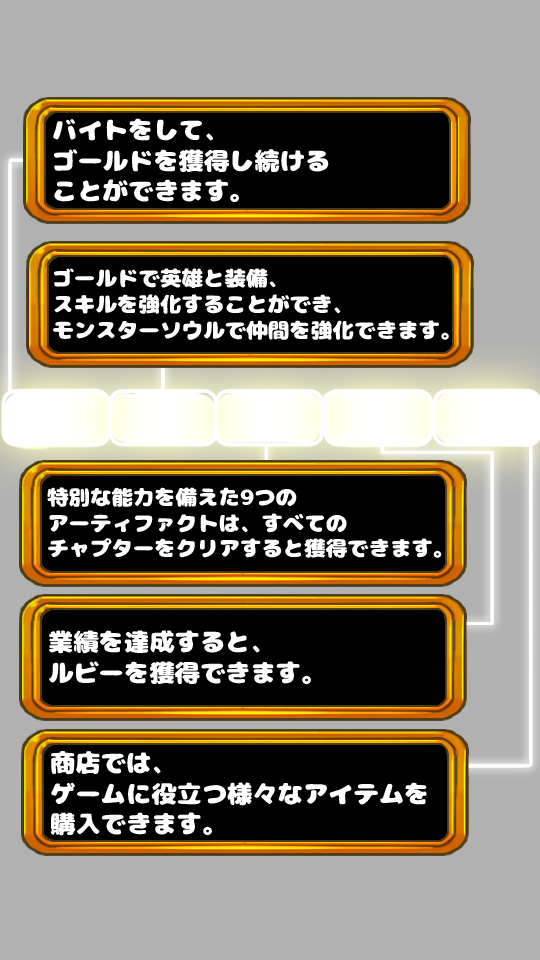 バイトをして、
ゴールドを獲得し続ける
ことができます。
ゴールドで英雄と装備、
スキルを強化することができ、
モンスターソウルで仲間を強化できます。
特別な能力を備えた9つの
アーティファクトは、すべての
チャプターをクリアすると獲得できます。
業績を達成すると、
ルビーを獲得できます。
商店では、
ゲームに役立つ様々なアイテムを
購入できます。